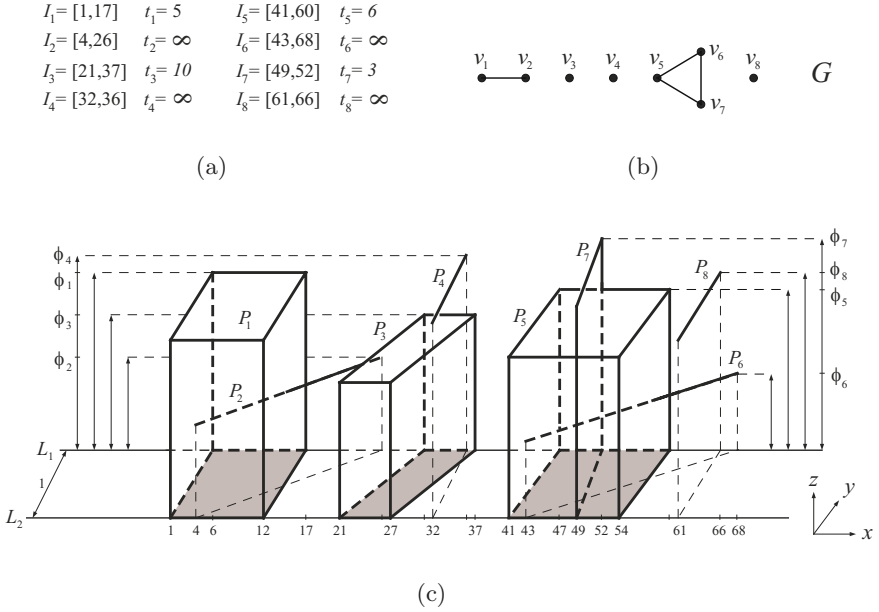 I₁= [1,17] t₁= 5 I₅= [41,60] t₅= 6
I₂= [4,26] t₂= ∞ I₆= [43,68] t₆= ∞
I₃= [21,37] t₃= 10 I₇= [49,52] t₇= 3
I₄= [32,36] t₄= ∞ I₈= [61,66] t₈= ∞
(a)
v₁ v₂ v₃ v₄ v₅ v₆ v₇ v₈ G
(b)
ϕ₄
ϕ₁
ϕ₃
ϕ₂
P₁
P₂
P₃
P₄
P₅
P₇
P₈
P₆
ϕ₇
ϕ₈
ϕ₅
ϕ₆
L₁
1
L₂
1 4 6 12 17 21 27 32 37 41 43 47 49 52 54 61 66 68
z
y
x
(c)